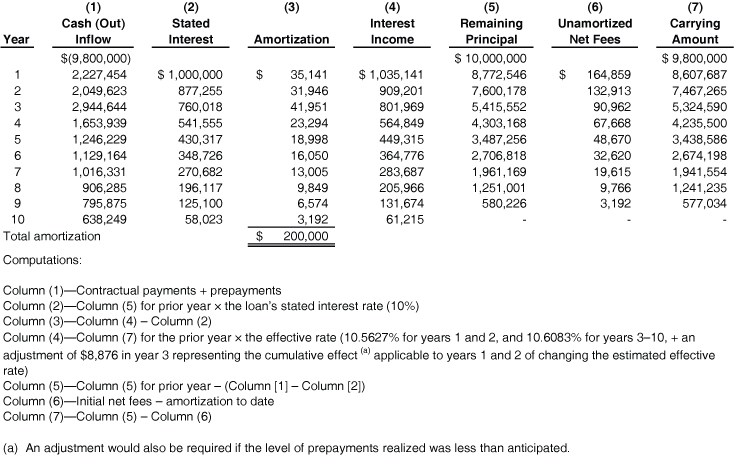 (1) (2) (3) (4) (5) (6) (7)
Cash (Out) Stated Interest Remaining Unamortized Carrying
Year Inflow Interest Amortization Income Principal Net Fees Amount
$(9,800,000) $ 10,000,000 $ 9,800,000
1 2,227,454 $ 1,000,000 $ 35,141 $ 1,035,141 8,772,546 $ 164,859 8,607,687
2 2,049,623 877,255 31,946 909,201 7,600,178 132,913 7,467,265
3 2,944,644 760,018 41,951 801,969 5,415,552 90,962 5,324,590
4 1,653,939 541,555 23,294 564,849 4,303,168 67,668 4,235,500
5 1,246,229 430,317 18,998 449,315 3,487,256 48,670 3,438,586
6 1,129,164 348,726 16,050 364,776 2,706,818 32,620 2,674,198
7 1,016,331 270,682 13,005 283,687 1,961,169 19,615 1,941,554
8 906,285 196,117 9,849 205,966 1,251,001 9,766 1,241,235
9 795,875 125,100 6,574 131,674 580,226 3,192 577,034
10 638,249 58,023 3,192 61,215 - - -
Total amortization $ 200,000
Computations:
Column (1)—Contractual payments + prepayments
Column (2)—Column (5) for prior year × the loan's stated interest rate (10%)
Column (3)—Column (4) – Column (2)
Column (4)—Column (7) for the prior year × the effective rate (10.5627% for years 1 and 2, and 10.6083% for years 3–10, + an
adjustment of $8,876 in year 3 representing the cumulative effect (a) applicable to years 1 and 2 of changing the estimated effective
rate)
Column (5)—Column (5) for prior year – (Column [1] – Column [2])
Column (6)—Initial net fees – amortization to date
Column (7)—Column (5) – Column (6)
(a) An adjustment would also be required if the level of prepayments realized was less than anticipated.